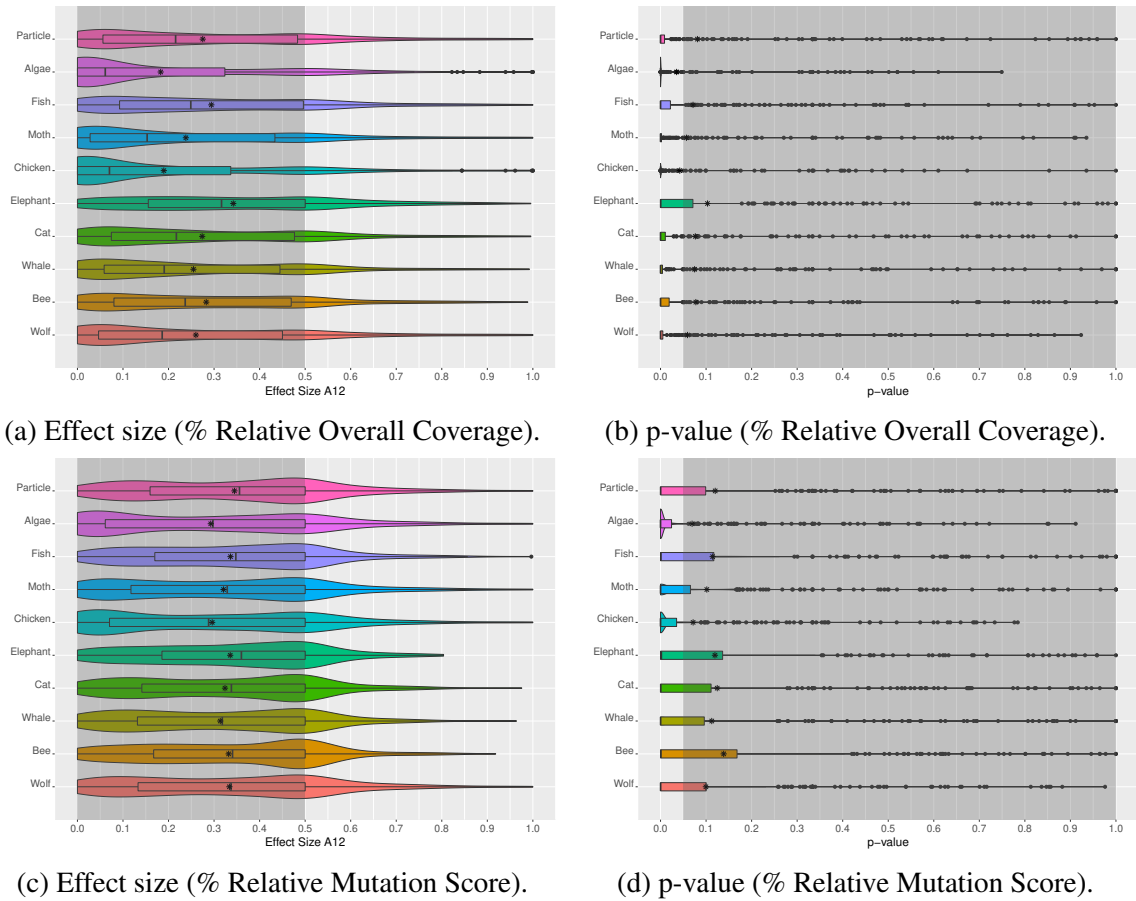 Particle
Algae
Fish
Moth
Chicken
Elephant
Cat
Whale
Bee
Wolf
0.0 0.1 0.2 0.3 0.4 0.5 0.6 0.7 0.8 0.9 1.0
Effect Size A12
(a) Effect size (% Relative Overall Coverage).
Particle
Algae
Fish
Moth
Chicken
Elephant
Cat
Whale
Bee
Wolf
0.0 0.1 0.2 0.3 0.4 0.5 0.6 0.7 0.8 0.9 1.0
p-value
(b) p-value (% Relative Overall Coverage).
Particle
Algae
Fish
Moth
Chicken
Elephant
Cat
Whale
Bee
Wolf
0.0 0.1 0.2 0.3 0.4 0.5 0.6 0.7 0.8 0.9 1.0
Effect Size A12
(c) Effect size (% Relative Mutation Score).
Particle
Algae
Fish
Moth
Chicken
Elephant
Cat
Whale
Bee
Wolf
0.0 0.1 0.2 0.3 0.4 0.5 0.6 0.7 0.8 0.9 1.0
p-value
(d) p-value (% Relative Mutation Score).